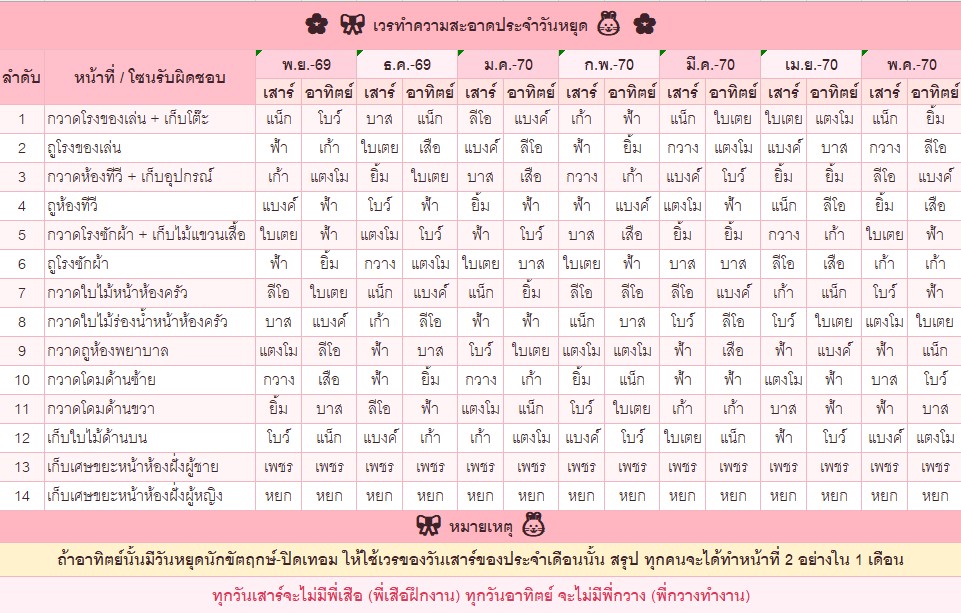 เวรทำความสะอาดประจำวันหยุด
ลำดับ หน้าที่ / โซนรับผิดชอบ พ.ย.-69 ธ.ค.-69 ม.ค.-70 ก.พ.-70 มี.ค.-70 เม.ย.-70 พ.ค.-70
เสาร์ อาทิตย์ เสาร์ อาทิตย์ เสาร์ อาทิตย์ เสาร์ อาทิตย์ เสาร์ อาทิตย์ เสาร์ อาทิตย์ เสาร์ อาทิตย์
1 กวาดโรงของเล่น + เก็บโต๊ะ แน็ก โบว์ บาส แน็ก ลีโอ แบงค์ เก้า ฟ้า แน็ก ใบเตย ใบเตย แตงโม แน็ก ยิ้ม
2 ถูโรงของเล่น ฟ้า เก้า ใบเตย เสือ แบงค์ ลีโอ ฟ้า ยิ้ม กวาง แตงโม แบงค์ บาส กวาง ลีโอ
3 กวาดห้องทีวี + เก็บอุปกรณ์ เก้า แตงโม ยิ้ม ใบเตย บาส เสือ กวาง เก้า แบงค์ โบว์ ยิ้ม ยิ้ม ลีโอ แบงค์
4 ถูห้องทีวี แบงค์ ฟ้า โบว์ ฟ้า ยิ้ม ฟ้า ฟ้า แบงค์ แตงโม ฟ้า แน็ก ลีโอ ยิ้ม เสือ
5 กวาดโรงซักผ้า + เก็บไม้แขวนเสื้อ ใบเตย ฟ้า แตงโม โบว์ ฟ้า โบว์ บาส เสือ ยิ้ม ยิ้ม กวาง เก้า ใบเตย ฟ้า
6 ถูโรงซักผ้า ฟ้า ยิ้ม กวาง แตงโม ใบเตย บาส ใบเตย ฟ้า บาส บาส ลีโอ เสือ เก้า เก้า
7 กวาดใบไม้หน้าห้องครัว ลีโอ ใบเตย แน็ก แบงค์ แน็ก ยิ้ม ลีโอ ลีโอ ลีโอ แบงค์ เก้า แน็ก โบว์ ฟ้า
8 กวาดใบไม้ร่องน้ำหน้าห้องครัว บาส แบงค์ เก้า ลีโอ ฟ้า ฟ้า แน็ก บาส โบว์ ลีโอ โบว์ ใบเตย แตงโม ใบเตย
9 กวาดถูห้องพยาบาล แตงโม ลีโอ ฟ้า บาส โบว์ ใบเตย แตงโม แตงโม ฟ้า เสือ ฟ้า แบงค์ ฟ้า แน็ก
10 กวาดโดมด้านซ้าย กวาง เสือ ฟ้า ยิ้ม กวาง เก้า ยิ้ม แน็ก ฟ้า ฟ้า แตงโม ฟ้า บาส โบว์
11 กวาดโดมด้านขวา ยิ้ม บาส ลีโอ ฟ้า แตงโม แน็ก โบว์ ใบเตย เก้า เก้า บาส ฟ้า ฟ้า บาส
12 เก็บใบไม้ด้านบน โบว์ แน็ก แบงค์ เก้า เก้า แตงโม แบงค์ โบว์ ใบเตย แน็ก ฟ้า โบว์ แบงค์ แตงโม
13 เก็บเศษขยะหน้าห้องฝั่งผู้ชาย เพชร เพชร เพชร เพชร เพชร เพชร เพชร เพชร เพชร เพชร เพชร เพชร เพชร เพชร
14 เก็บเศษขยะหน้าห้องฝั่งผู้หญิง หยก หยก หยก หยก หยก หยก หยก หยก หยก หยก หยก หยก หยก หยก
หมายเหตุ
ถ้าอาทิตย์นั้นมีวันหยุดนักขัตฤกษ์-ปิดเทอม ให้ใช้เวรของวันเสาร์ของประจำเดือนนั้น สรุป ทุกคนจะได้ทำหน้าที่ 2 อย่างใน 1 เดือน
ทุกวันเสาร์จะไม่มีพี่เสือ (พี่เสือฝึกงาน) ทุกวันอาทิตย์ จะไม่มีพี่กวาง (พี่กวางทำงาน)